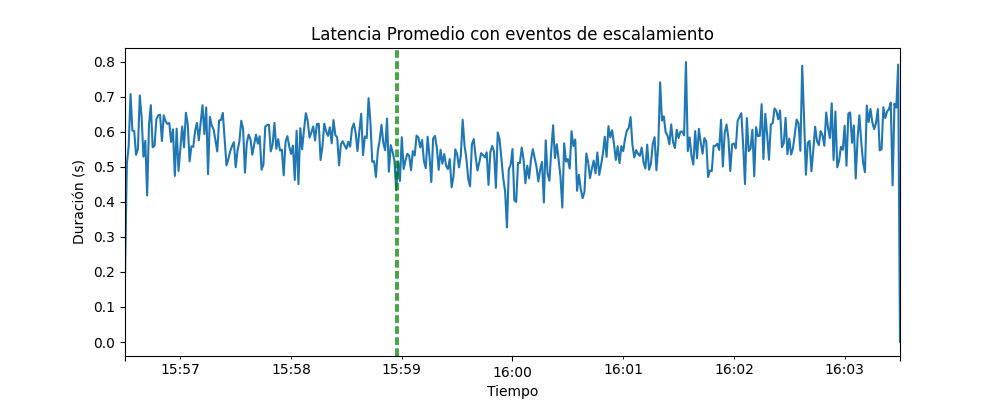 Latencia Promedio con eventos de escalamiento
Duración (s)
0.8
0.7
0.6
0.5
0.4
0.3
0.2
0.1
0.0
15:57 15:58 15:59 16:00 16:01 16:02 16:03
Tiempo